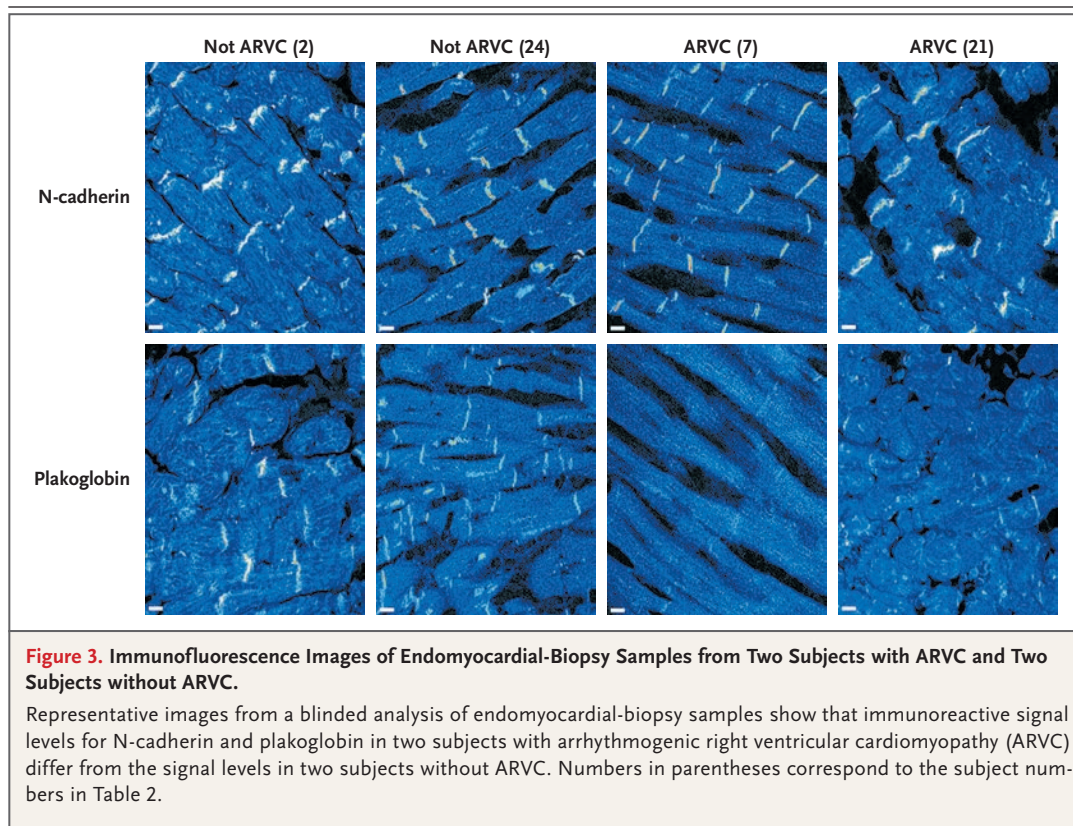 Not ARVC (2) Not ARVC (24) ARVC (7) ARVC (21)
N-cadherin
Plakoglobin
Figure 3. Immunofluorescence Images of Endomyocardial-Biopsy Samples from Two Subjects with ARVC and Two
Subjects without ARVC.
Representative images from a blinded analysis of endomyocardial-biopsy samples show that immunoreactive signal
levels for N-cadherin and plakoglobin in two subjects with arrhythmogenic right ventricular cardiomyopathy (ARVC)
differ from the signal levels in two subjects without ARVC. Numbers in parentheses correspond to the subject num-
bers in Table 2.